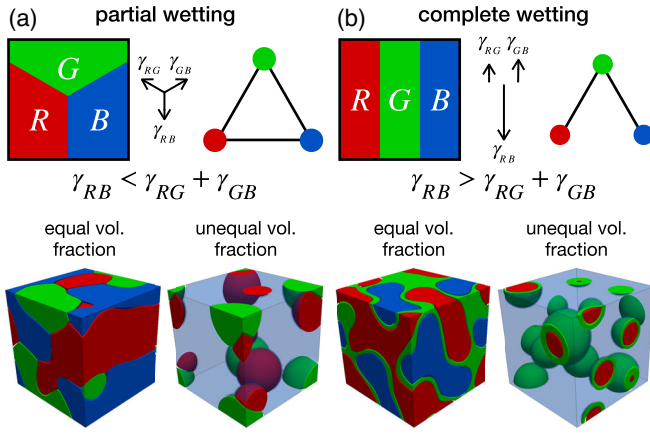 (a) partial wetting
G
R B
γRG γGB
γRB
γRB < γRG + γGB
equal vol.
fraction
unequal vol.
fraction
(b) complete wetting
R G B
γRG γGB
γRB
γRB > γRG + γGB
equal vol.
fraction
unequal vol.
fraction